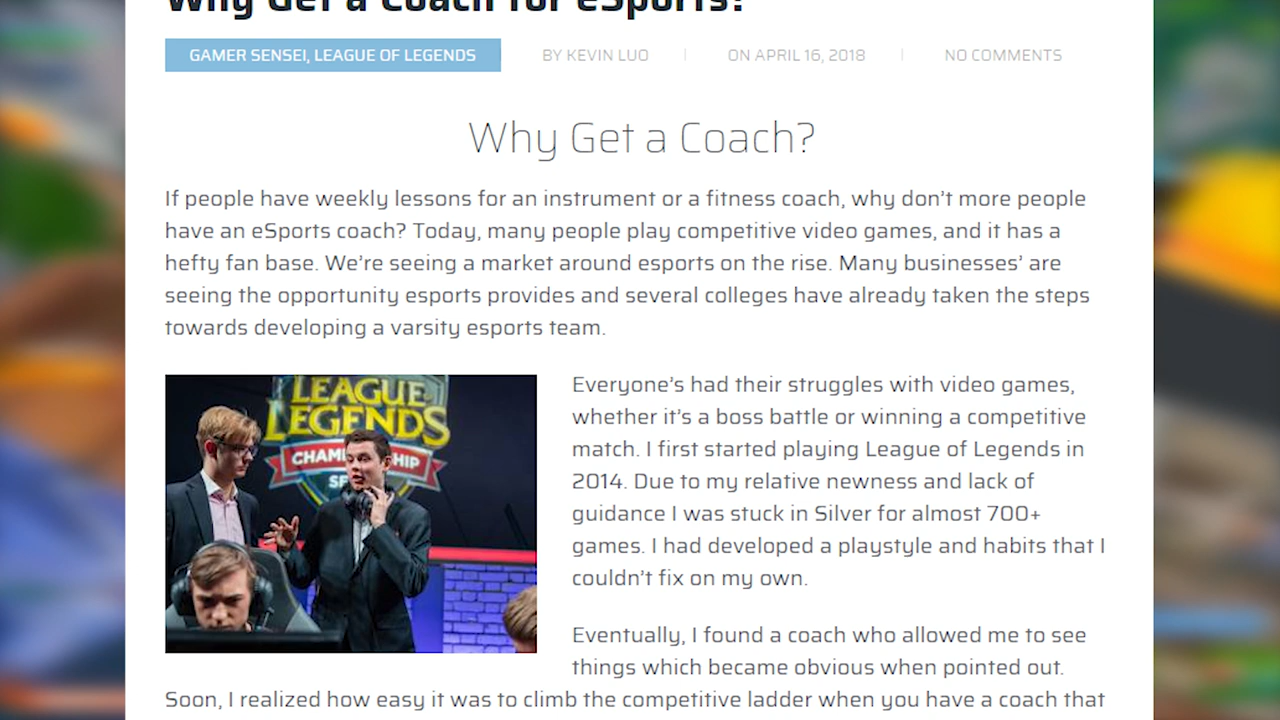 Why Get a Coach for eSports?
GAMER SENSEI, LEAGUE OF LEGENDS
BY KEVIN LUO
ON APRIL 16, 2018
NO COMMENTS
Why Get a Coach?
If people have weekly lessons for an instrument or a fitness coach, why don't more people
have an eSports coach? Today, many people play competitive video games, and it has a
hefty fan base. We're seeing a market around esports on the rise. Many businesses' are
seeing the opportunity esports provides and several colleges have already taken the steps
towards developing a varsity esports team.
LEAGUE
LEGENDS
Everyone's had their struggles with video games,
whether it's a boss battle or winning a competitive
match. I first started playing League of Legends in
2014. Due to my relative newness and lack of
guidance I was stuck in Silver for almost 700+
games. I had developed a playstyle and habits that I
couldn't fix on my own.
Eventually, I found a coach who allowed me to see
things which became obvious when pointed out.
Soon, I realized how easy it was to climb the competitive ladder when you have a coach that